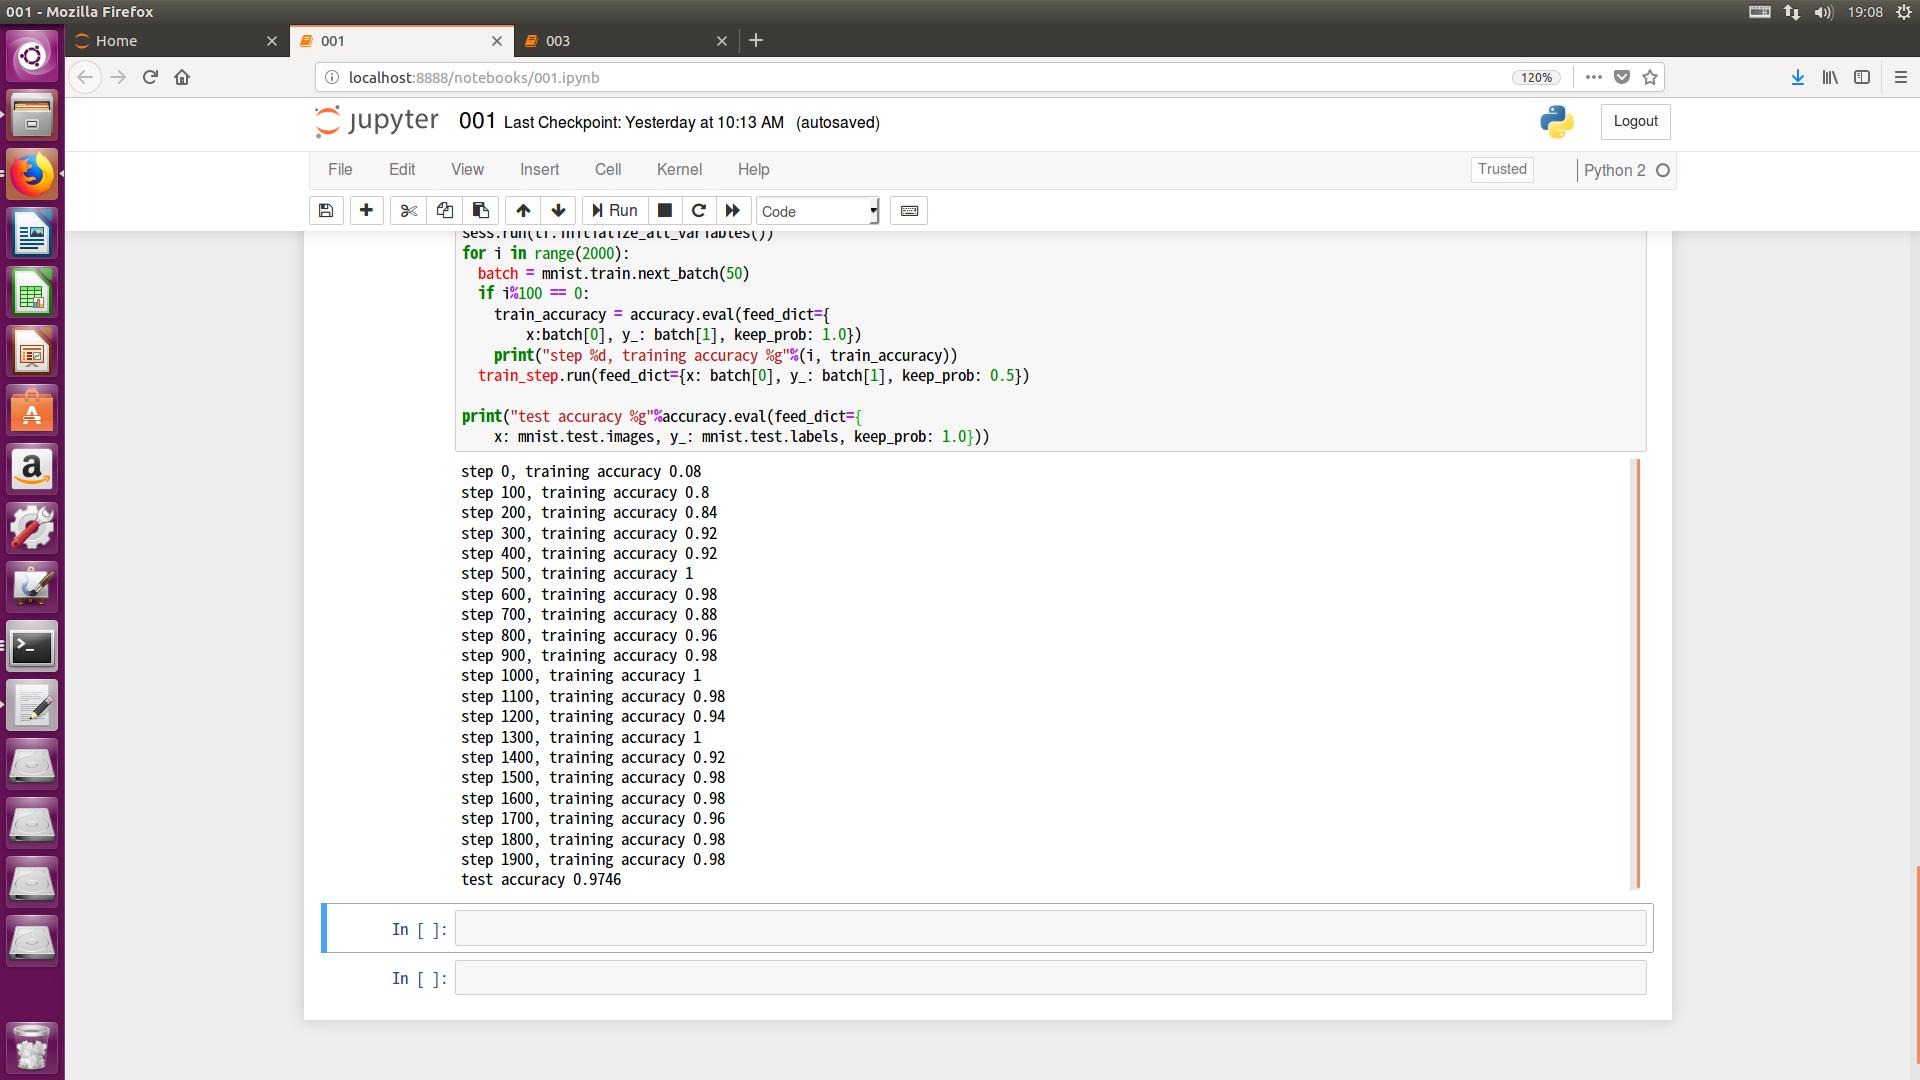 001 - Mozilla Firefox
19:08
Home
001
003
localhost:8888/notebooks/001.ipynb
120%
jupyter 001 Last Checkpoint: Yesterday at 10:13 AM (autosaved)
Logout
File Edit View Insert Cell Kernel Help
Trusted
Python 2
Run
Code
sess.run(tf.initialize_all_variables())
for i in range(2000):
  batch = mnist.train.next_batch(50)
  if i%100 == 0:
    train_accuracy = accuracy.eval(feed_dict={
        x:batch[0], y_: batch[1], keep_prob: 1.0})
    print("step %d, training accuracy %g"%(i, train_accuracy))
  train_step.run(feed_dict={x: batch[0], y_: batch[1], keep_prob: 0.5})
print("test accuracy %g"%accuracy.eval(feed_dict={
    x: mnist.test.images, y_: mnist.test.labels, keep_prob: 1.0}))
step 0, training accuracy 0.08
step 100, training accuracy 0.8
step 200, training accuracy 0.84
step 300, training accuracy 0.92
step 400, training accuracy 0.92
step 500, training accuracy 1
step 600, training accuracy 0.98
step 700, training accuracy 0.88
step 800, training accuracy 0.96
step 900, training accuracy 0.98
step 1000, training accuracy 1
step 1100, training accuracy 0.98
step 1200, training accuracy 0.94
step 1300, training accuracy 1
step 1400, training accuracy 0.92
step 1500, training accuracy 0.98
step 1600, training accuracy 0.98
step 1700, training accuracy 0.96
step 1800, training accuracy 0.98
step 1900, training accuracy 0.98
test accuracy 0.9746
In [ ]:
In [ ]: